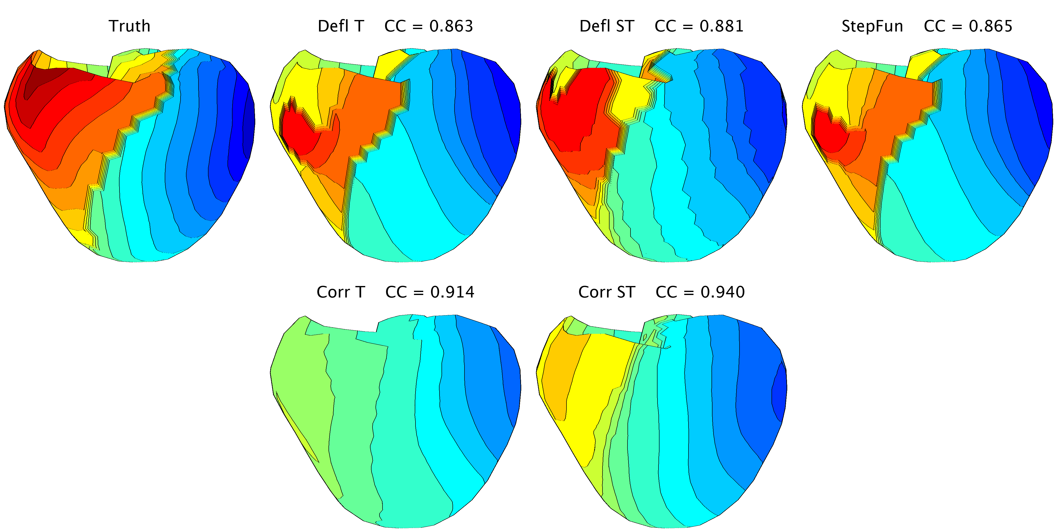 Truth
Defl T CC = 0.863
Defl ST CC = 0.881
StepFun CC = 0.865
Corr T CC = 0.914
Corr ST CC = 0.940